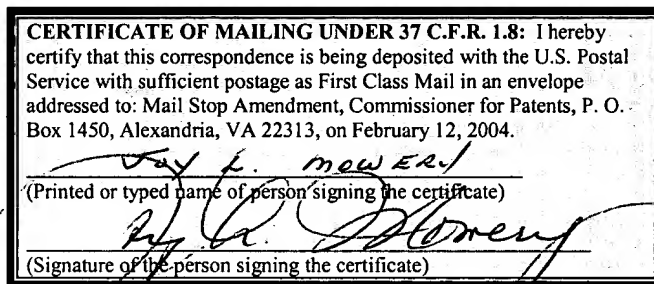 CERTIFICATE OF MAILING UNDER 37 C.F.R. 1.8: I hereby
certify that this correspondence is being deposited with the U.S. Postal
Service with sufficient postage as First Class Mail in an envelope
addressed to: Mail Stop Amendment, Commissioner for Patents, P. O.
Box 1450, Alexandria, VA 22313, on February 12, 2004.
JOY L. MOWERY
(Printed or typed name of person signing the certificate)
Mowery
(Signature of the person signing the certificate)